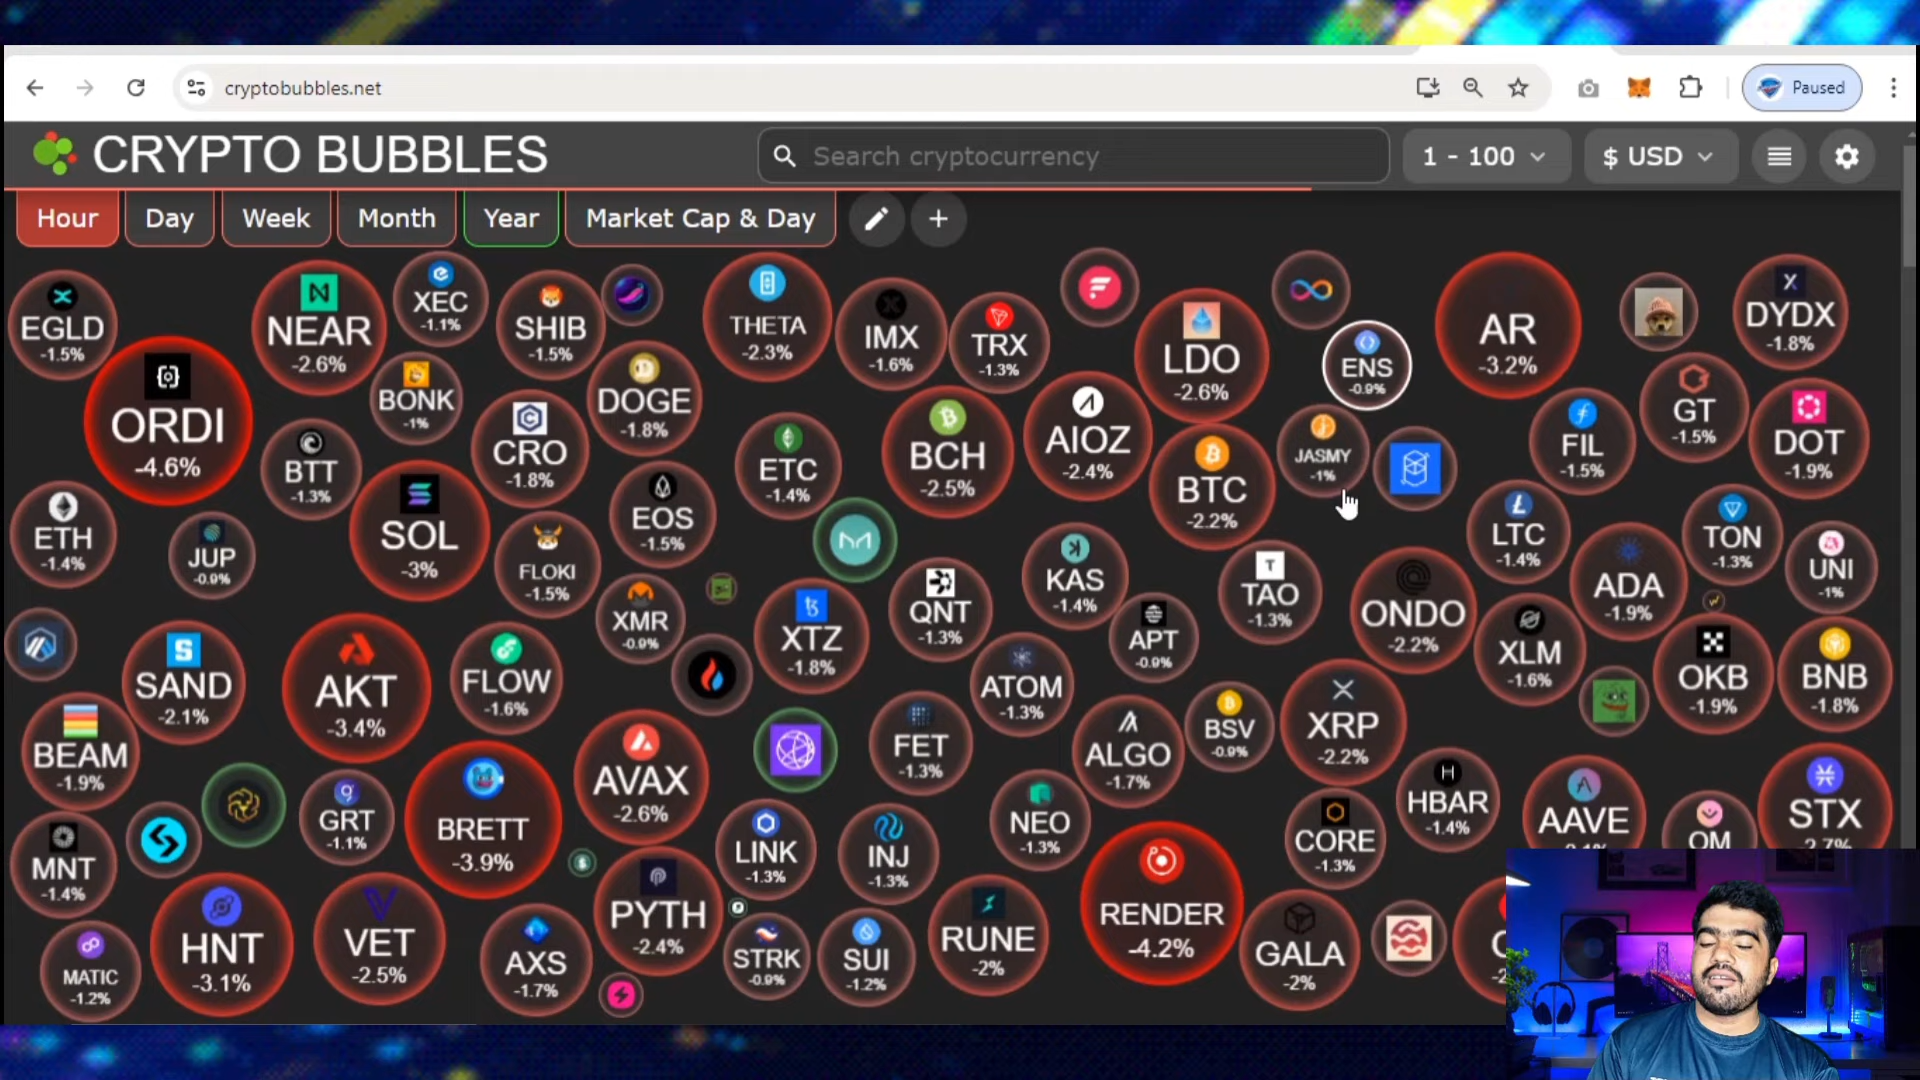 cryptobubbles.net
Paused
CRYPTO BUBBLES
Search cryptocurrency
1 - 100
$ USD
Hour
Day
Week
Month
Year
Market Cap & Day
EGLD
-1.5%
ORDI
-4.6%
NEAR
-2.6%
XEC
-1.1%
SHIB
-1.5%
THETA
-2.3%
IMX
-1.6%
TRX
-1.3%
LDO
-2.6%
ENS
-0.9%
AR
-3.2%
DYDX
-1.8%
BONK
-1%
DOGE
-1.8%
BTT
-1.3%
CRO
-1.8%
ETC
-1.4%
BCH
-2.5%
AIOZ
-2.4%
BTC
-2.2%
JASMY
-1%
FIL
-1.5%
GT
-1.5%
DOT
-1.9%
ETH
-1.4%
JUP
-0.9%
SOL
-3%
FLOKI
-1.5%
EOS
-1.5%
KAS
-1.4%
TAO
-1.3%
LTC
-1.4%
TON
-1.3%
UNI
-1%
XMR
-0.9%
XTZ
-1.8%
QNT
-1.3%
APT
-0.9%
ONDO
-2.2%
ADA
-1.9%
SAND
-2.1%
AKT
-3.4%
FLOW
-1.6%
ATOM
-1.3%
XLM
-1.6%
OKB
-1.9%
BNB
-1.8%
BEAM
-1.9%
GRT
-1.1%
BRETT
-3.9%
AVAX
-2.6%
FET
-1.3%
ALGO
-1.7%
BSV
-0.9%
XRP
-2.2%
HBAR
-1.4%
AAVE
STX
MNT
-1.4%
LINK
-1.3%
INJ
-1.3%
NEO
-1.3%
CORE
-1.3%
OM
MATIC
-1.2%
HNT
-3.1%
VET
-2.5%
AXS
-1.7%
PYTH
-2.4%
STRK
-0.9%
SUI
-1.2%
RUNE
-2%
RENDER
-4.2%
GALA
-2%